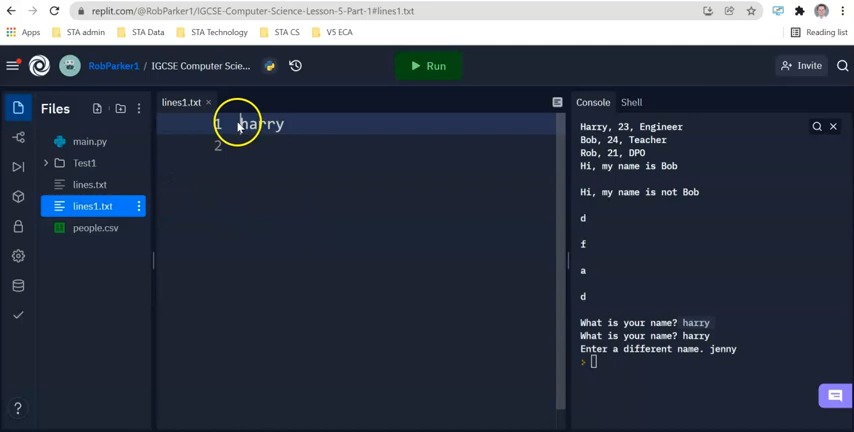 replit.com/@RobParker1/IGCSE-Computer-Science-Lesson-5-Part-1#lines1.txt
Apps STA admin STA Data STA Technology STA CS V5 ECA Reading list
RobParker1 / IGCSE Computer Scie... Run Invite
Files
main.py
Test1
lines.txt
lines1.txt
people.csv
lines1.txt ×
1 harry
2
Console Shell
Harry, 23, Engineer
Bob, 24, Teacher
Rob, 21, DPO
Hi, my name is Bob
Hi, my name is not Bob
d
f
a
d
What is your name? harry
What is your name? harry
Enter a different name. jenny
>
?